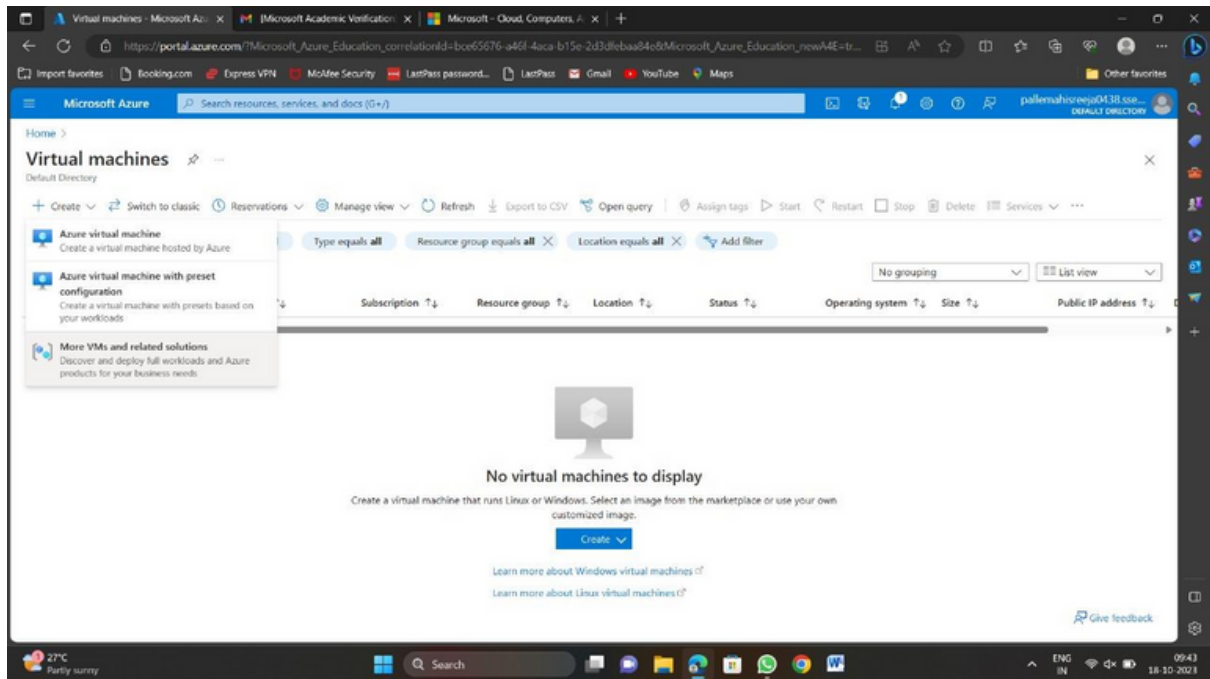 Virtual machines - Microsoft Az
[Microsoft Academic Verification]
Microsoft – Cloud, Computers, A
https://portal.azure.com/?Microsoft_Azure_Education_correlationId=bce65676-a46f-4aca-b15e-2d3dfebaa84e&Microsoft_Azure_Education_newA4E=tr...
Import favorites Booking.com Express VPN McAfee Security LastPass password... LastPass Gmail YouTube Maps Other favorites
Microsoft Azure Search resources, services, and docs (G+/) 1 pallemahisreeja0438.sse...
DEFAULT DIRECTORY
Home >
Virtual machines ...
Default Directory
+ Create Switch to classic Reservations Manage view Refresh Export to CSV Open query Assign tags Start Restart Stop Delete Services ...
Azure virtual machine
Create a virtual machine hosted by Azure
Type equals all Resource group equals all Location equals all Add filter
Azure virtual machine with preset
configuration
Create a virtual machine with presets based on
your workloads
No grouping List view
Subscription Resource group Location Status Operating system Size Public IP address
More VMs and related solutions
Discover and deploy full workloads and Azure
products for your business needs
No virtual machines to display
Create a virtual machine that runs Linux or Windows. Select an image from the marketplace or use your own
customized image.
Create
Learn more about Windows virtual machines
Learn more about Linux virtual machines
Give feedback
27°C
Partly sunny
Search
ENG
IN
09:43
18-10-2023